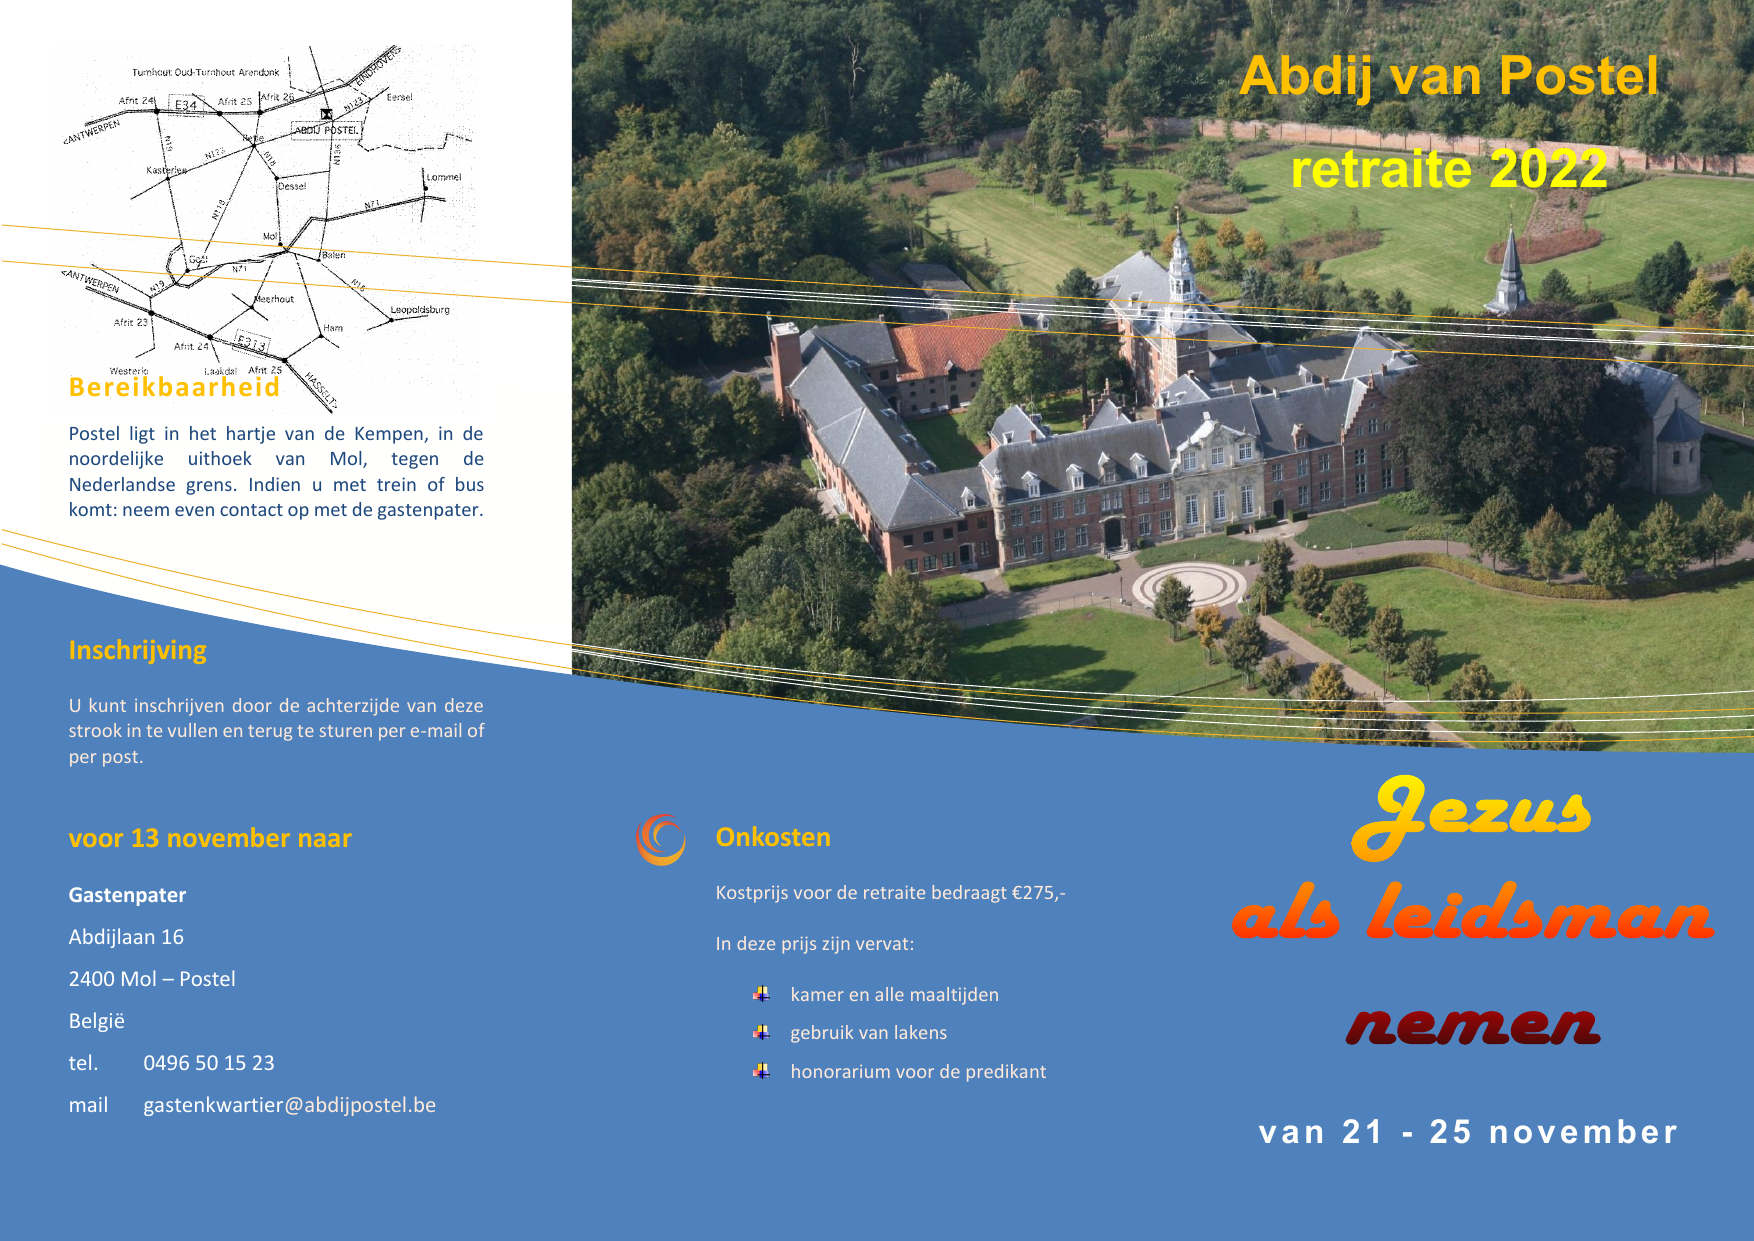 Turnhout Oud-Turnhout Arendonk
EINDHOVEN>
Afrit 24
E34
Afrit 25
Afrit 26
N123
Eersel
<ANTWERPEN
ABDIJ POSTEL
Retie
N19
N123
N18
N136
Kasterlee
Dessel
Lommel
N118
N71
Mol
Geel
N71
Balen
<ANTWERPEN
N19
Meerhout
Leopoldsburg
Afrit 23
Ham
Afrit 24
E313
Westerlo
Laakdal
Afrit 25
HASSELT>
Bereikbaarheid
Postel ligt in het hartje van de Kempen, in de
noordelijke uithoek van Mol, tegen de
Nederlandse grens. Indien u met trein of bus
komt: neem even contact op met de gastenpater.
Inschrijving
U kunt inschrijven door de achterzijde van deze
strook in te vullen en terug te sturen per e-mail of
per post.
voor 13 november naar
Gastenpater
Abdijlaan 16
2400 Mol – Postel
België
tel. 0496 50 15 23
mail gastenkwartier@abdijpostel.be
Onkosten
Kostprijs voor de retraite bedraagt €275,-
In deze prijs zijn vervat:
kamer en alle maaltijden
gebruik van lakens
honorarium voor de predikant
Abdij van Postel
retraite 2022
Jezus
als leidsman
nemen
van 21 - 25 november